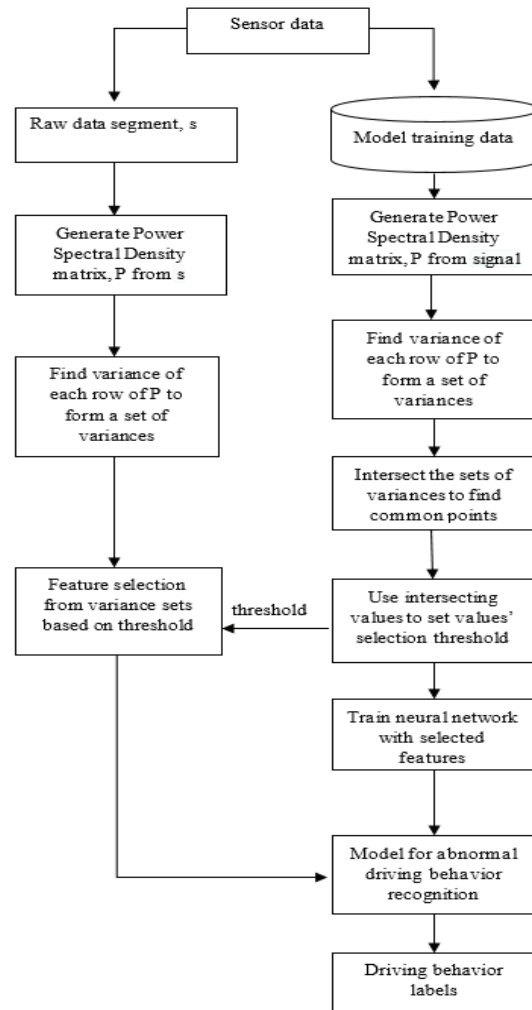 Sensor data
Raw data segment, s
Generate Power
Spectral Density
matrix, P from s
Find variance of
each row of P to
form a set of
variances
Feature selection
from variance sets
based on threshold
threshold
Model training data
Generate Power
Spectral Density
matrix, P from signal
Find variance of
each row of P to
form a set of
variances
Intersect the sets of
variances to find
common points
Use intersecting
values to set values’
selection threshold
Train neural network
with selected
features
Model for abnormal
driving behavior
recognition
Driving behavior
labels